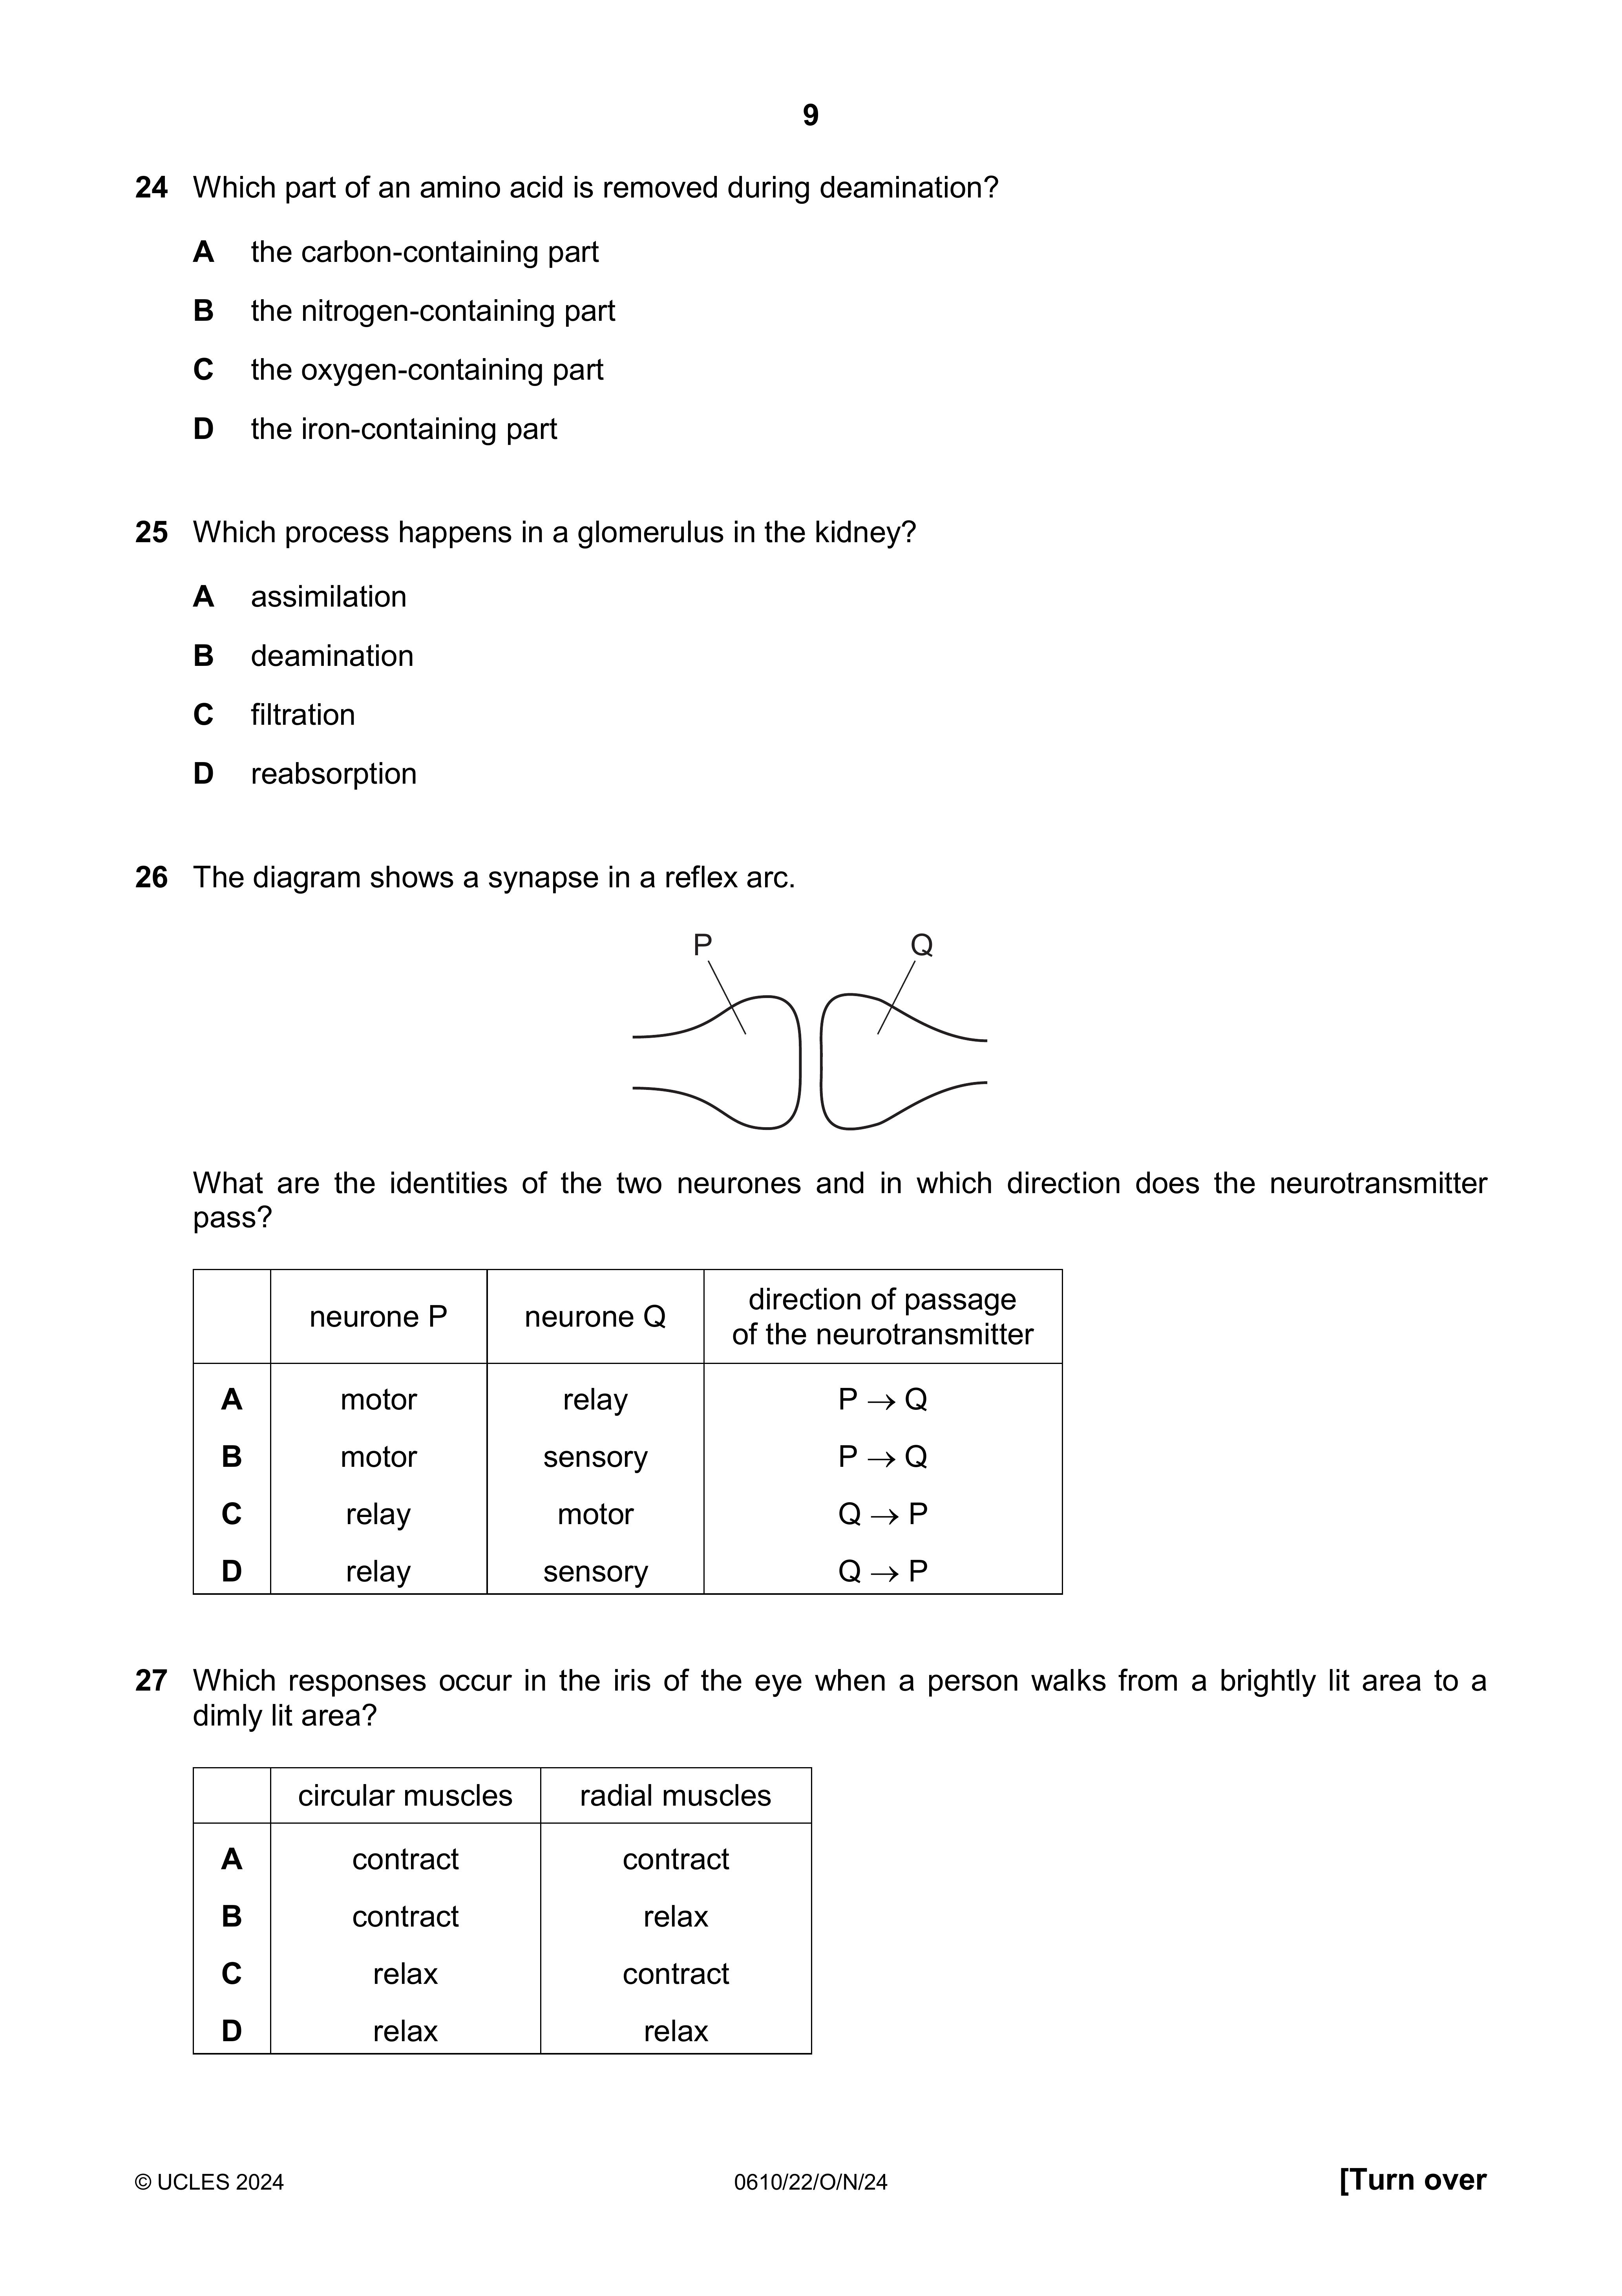 9
24 Which part of an amino acid is removed during deamination?
A the carbon-containing part
B the nitrogen-containing part
C the oxygen-containing part
D the iron-containing part
25 Which process happens in a glomerulus in the kidney?
A assimilation
B deamination
C filtration
D reabsorption
26 The diagram shows a synapse in a reflex arc.
P Q
What are the identities of the two neurones and in which direction does the neurotransmitter
pass?
direction of passage
neurone P neurone Q
of the neurotransmitter
A motor relay P → Q
B motor sensory P → Q
C relay motor Q → P
D relay sensory Q → P
27 Which responses occur in the iris of the eye when a person walks from a brightly lit area to a
dimly lit area?
circular muscles radial muscles
A contract contract
B contract relax
C relax contract
D relax relax
© UCLES 2024 0610/22/O/N/24 [Turn over